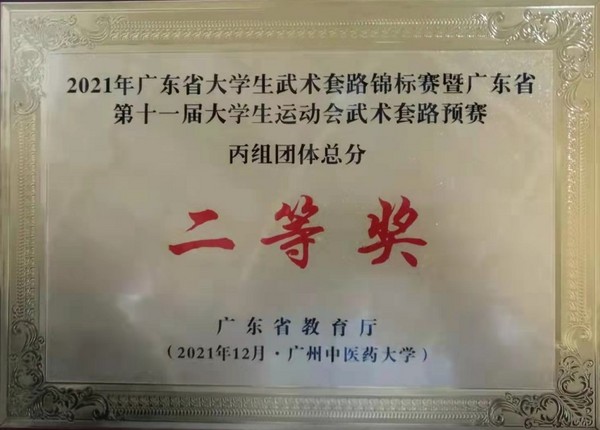 2021年广东省大学生武术套路锦标赛暨广东省
第十一届大学生运动会武术套路预赛
丙组团体总分
二等奖
广东省教育厅
（2021年12月·广州中医药大学）